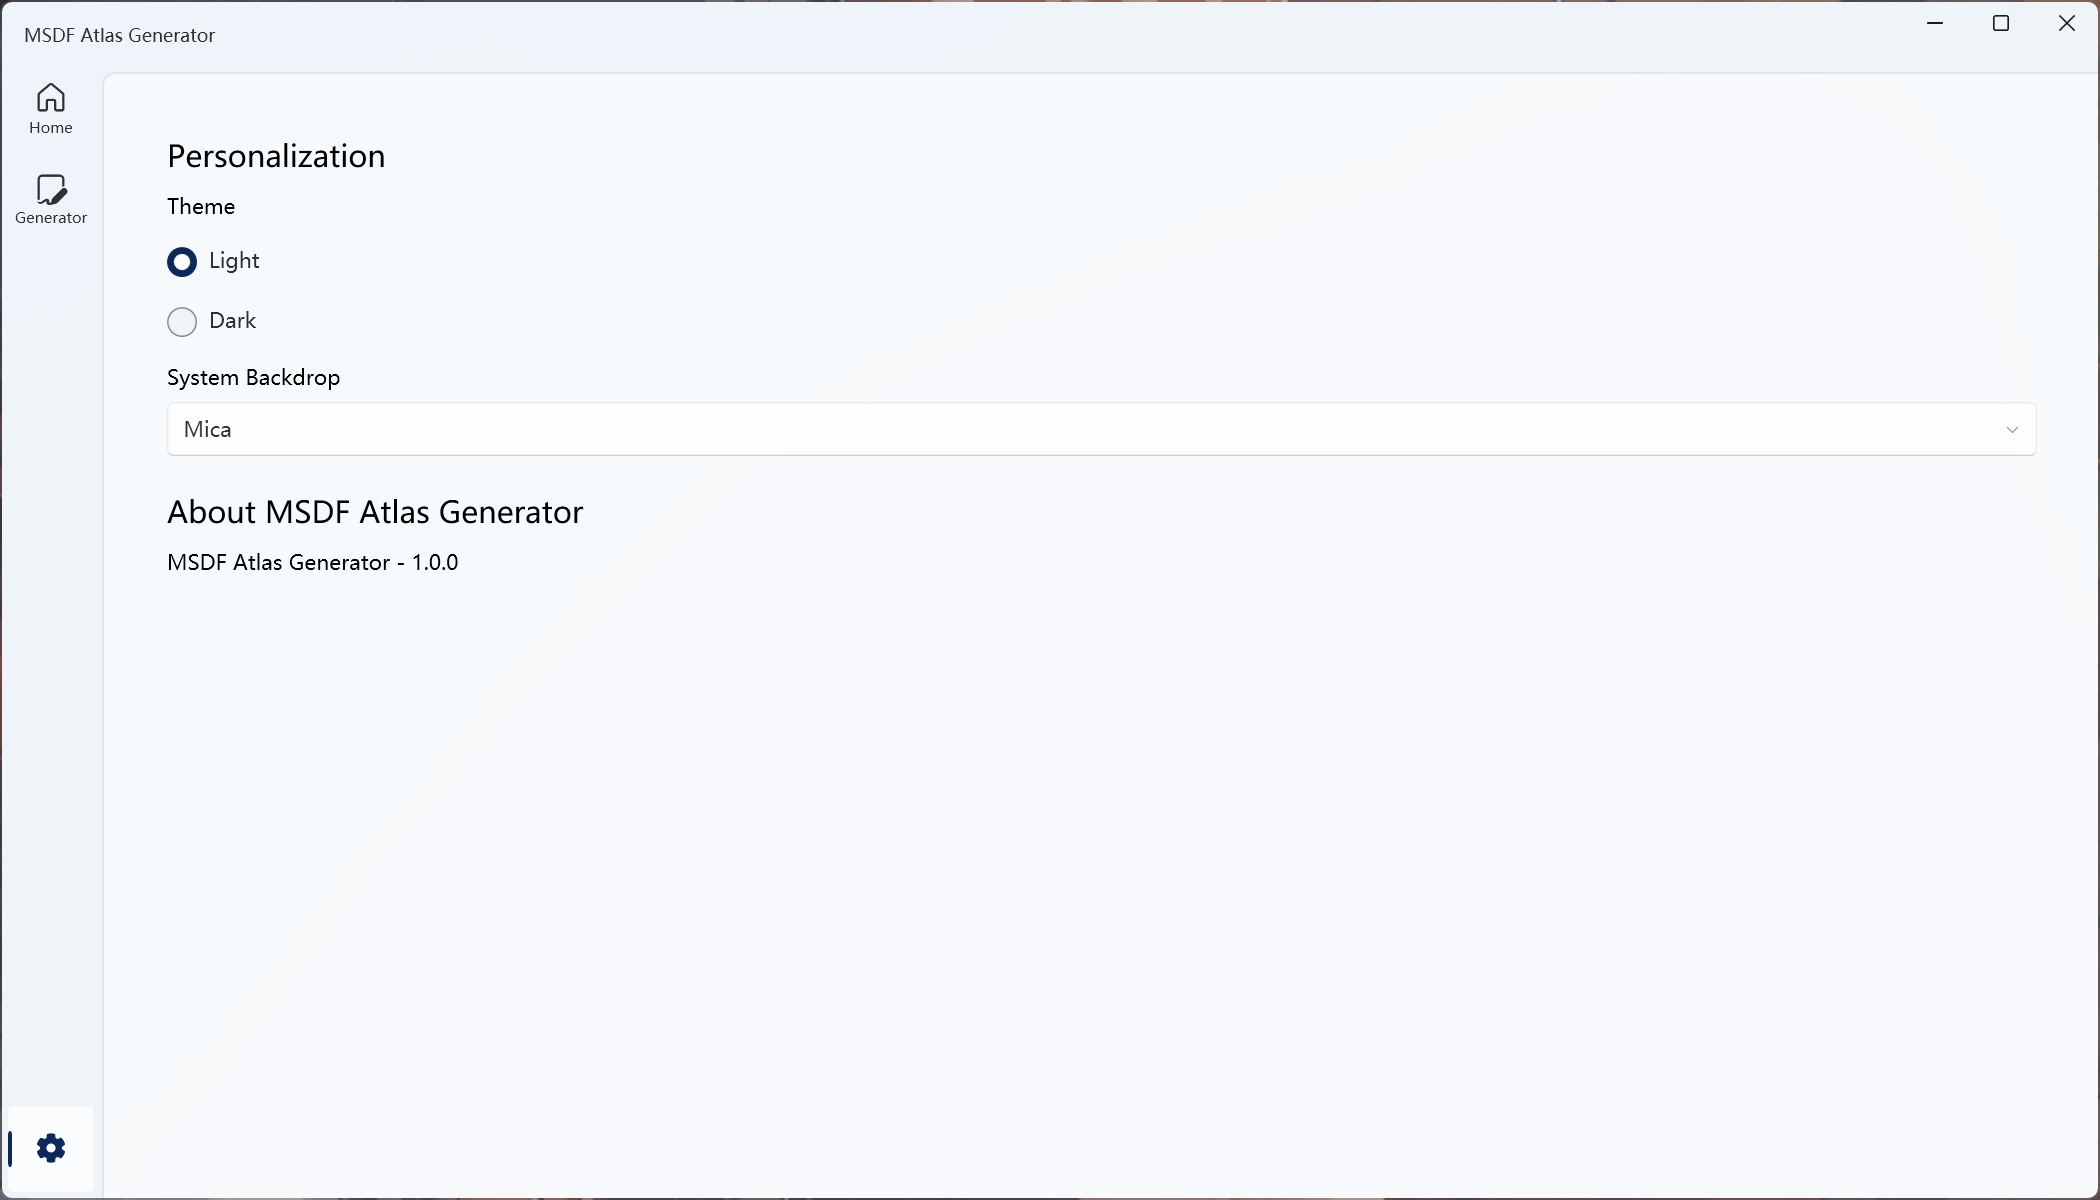 MSDF Atlas Generator
Home
Generator
Personalization
Theme
Light
Dark
System Backdrop
Mica
About MSDF Atlas Generator
MSDF Atlas Generator - 1.0.0